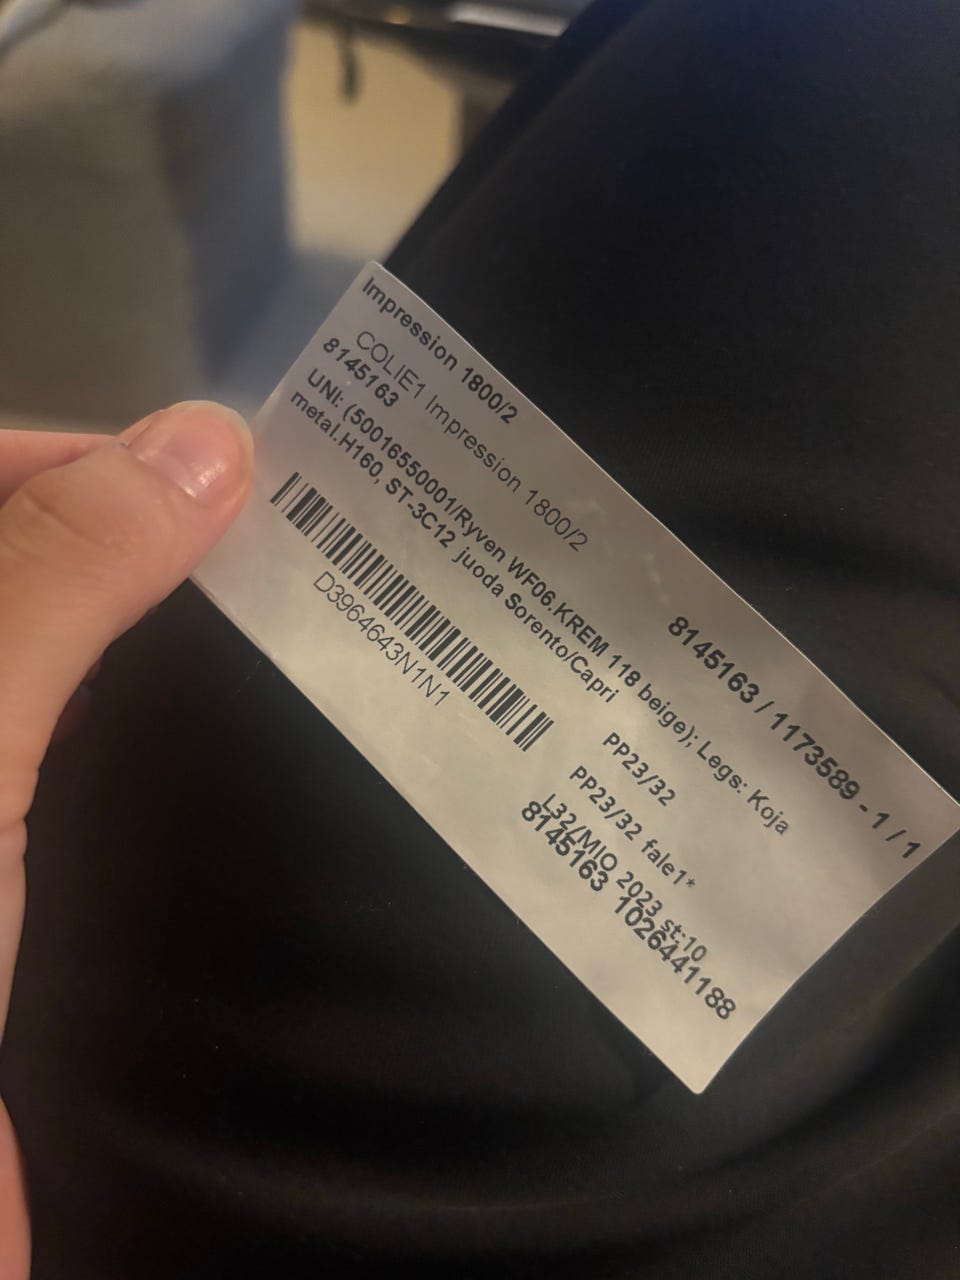 Impression 1800/2
COLIE1 Impression 1800/2
8145163
8145163 / 1173589 - 1 / 1
UNI: (50016550001/Ryven WF06.KREM 118 beige); Legs: Koja
metal.H160, ST-3C12 juoda Sorento/Capri
D3964643N1N1
PP23/32
PP23/32 fale1*
L32/MIO 2023 st:10
8145163 1026441188